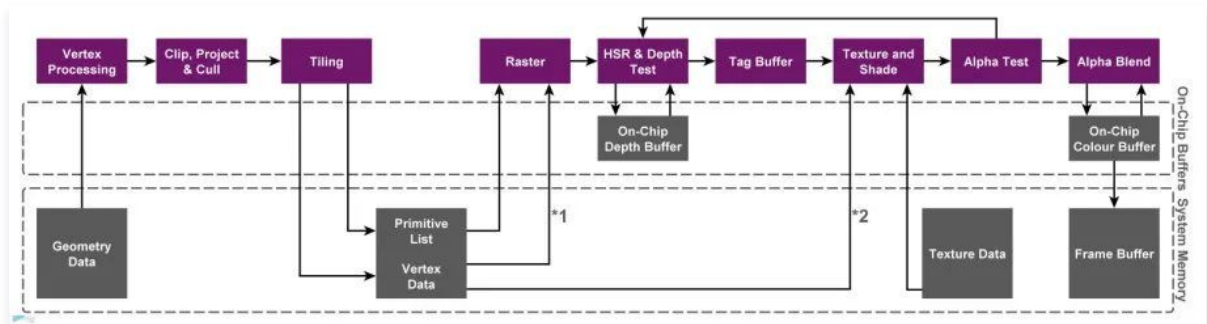 Vertex
Processing
Clip, Project
& Cull
Tiling
Raster
HSR & Depth
Test
Tag Buffer
Texture and
Shade
Alpha Test
Alpha Blend
On-Chip
Depth Buffer
On-Chip
Colour Buffer
On-Chip Buffers
Geometry
Data
Primitive
List
Vertex
Data
*1
*2
Texture Data
Frame Buffer
System Memory